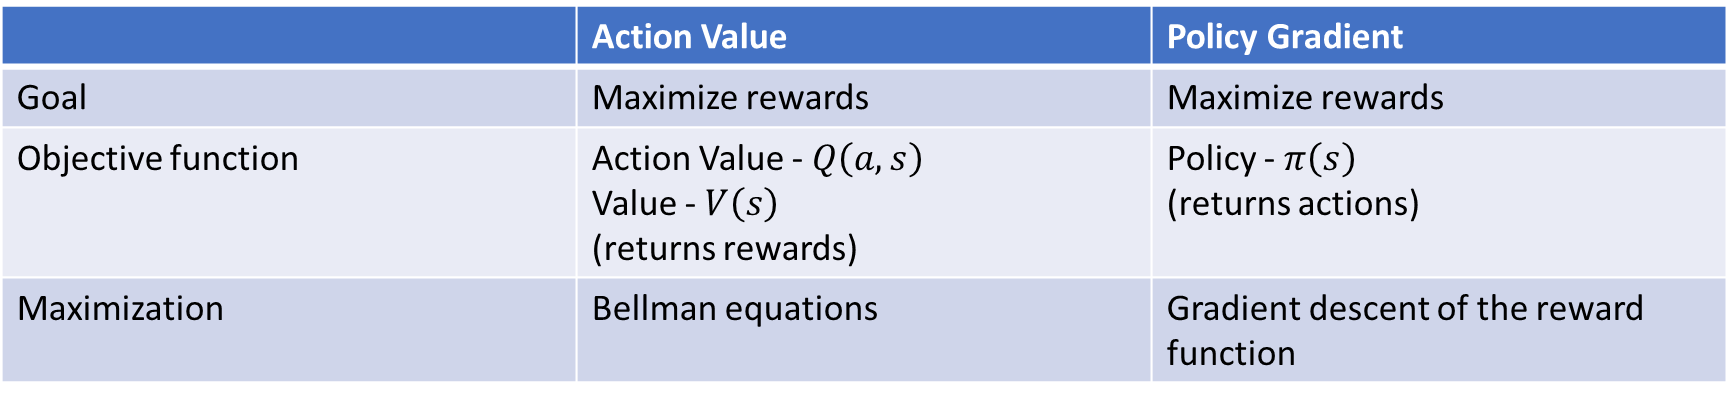 Action Value
Policy Gradient
Goal
Maximize rewards
Maximize rewards
Objective function
Action Value - Q(a, s)
Value - V(s)
(returns rewards)
Policy - π(s)
(returns actions)
Maximization
Bellman equations
Gradient descent of the reward
function